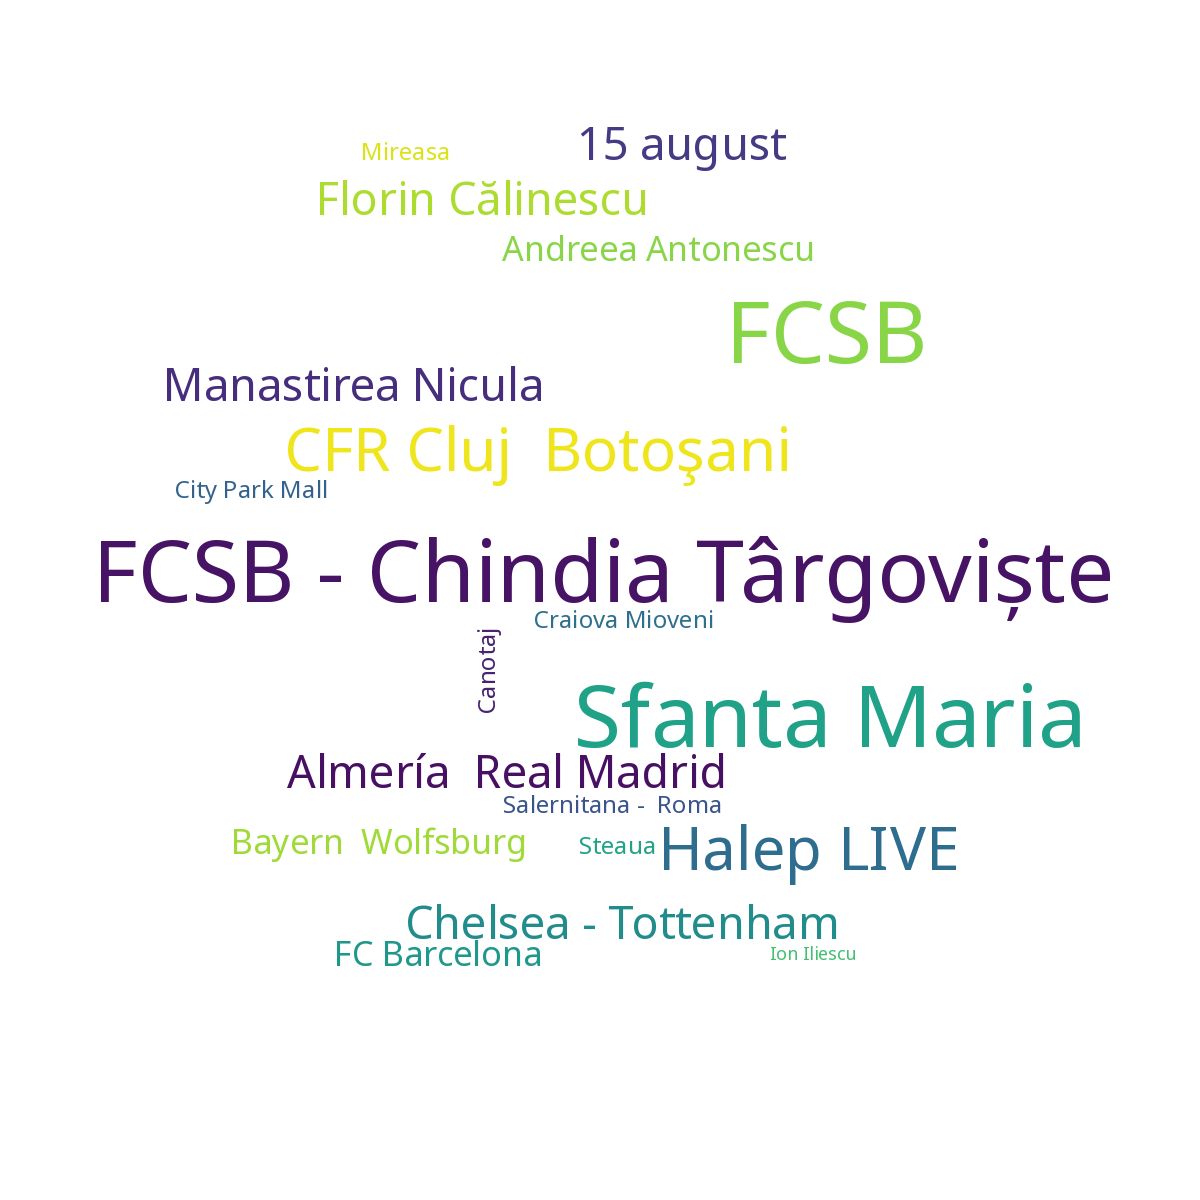 15 august
Mireasa
Florin Călinescu
Andreea Antonescu
FCSB
Manastirea Nicula
CFR Cluj  Botoşani
City Park Mall
FCSB - Chindia Târgoviște
Craiova Mioveni
Canotaj
Sfanta Maria
Almería  Real Madrid
Salernitana -  Roma
Bayern  Wolfsburg
Steaua
Halep LIVE
Chelsea - Tottenham
FC Barcelona
Ion Iliescu